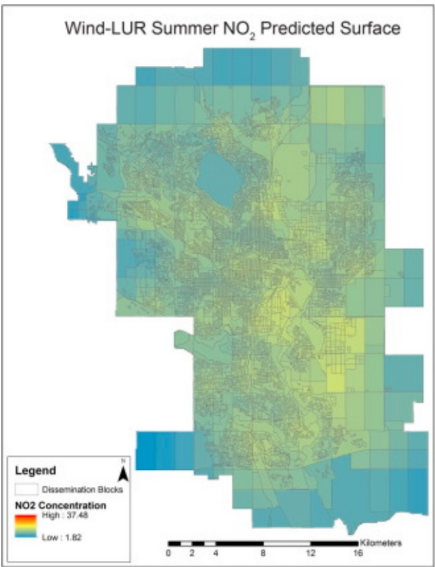 Wind-LUR Summer NO2 Predicted Surface
Legend
N
Dissemination Blocks
NO2 Concentration
High : 37.48
Low : 1.82
Kilometers
0 2 4 8 12 16